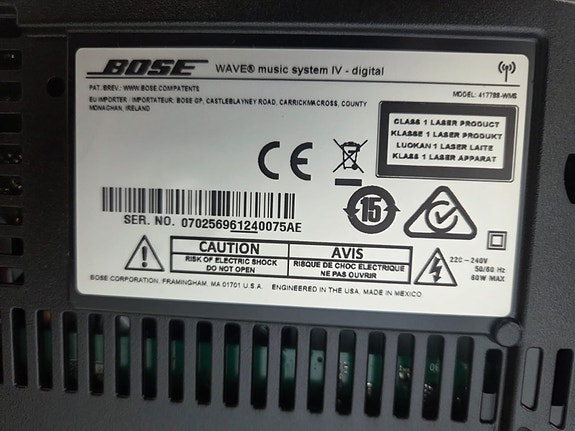 BOSE WAVE® music system IV - digital
PAT. /BREV.: WWW.BOSE.COM/PATENTS
MODEL: 417788-WMS
EU IMPORTER / IMPORTATEUR: BOSE GP, CASTLEBLAYNEY ROAD, CARRICKMACROSS, COUNTY
MONAGHAN, IRELAND
CLASS 1 LASER PRODUCT
KLASSE 1 LASER PRODUKT
LUOKAN 1 LASER LAITE
KLASS 1 LASER APPARAT
CE
15
SER. NO. 070256961240075AE
CAUTION
RISK OF ELECTRIC SHOCK
DO NOT OPEN
AVIS
RISQUE DE CHOC ELECTRIQUE
NE PAS OUVRIR
220 - 240V
50/60 Hz
60W MAX
BOSE CORPORATION, FRAMINGHAM, MA 01701 U.S.A. ENGINEERED IN THE USA, MADE IN MEXICO